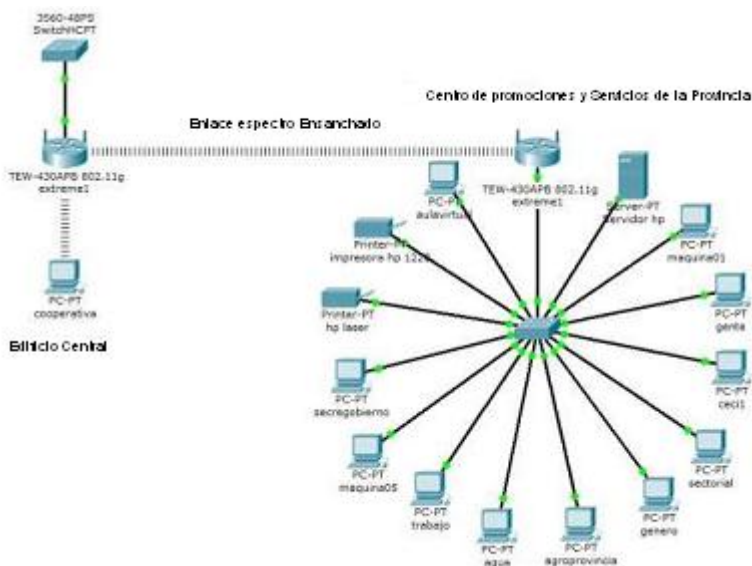 3560-48PS
SwitchHCPT
Centro de promociones y Servicios de la Provincia
Enlace espectro Ensanchado
TEW-430APB 802.11g
extreme1
PC-PT
cooperativa
Edificio Central
TEW-430APB 802.11g
extreme1
PC-PT
aulavirtual
Server-PT
Servidor hp
Printer-PT
impresora hp
PC-PT
maquina01
Printer-PT
hp laser
PC-PT
gente
PC-PT
secregobierno
PC-PT
ceci1
PC-PT
maquina05
PC-PT
sectorial
PC-PT
trabajo
PC-PT
genero
PC-PT
agua
PC-PT
agroprovincia